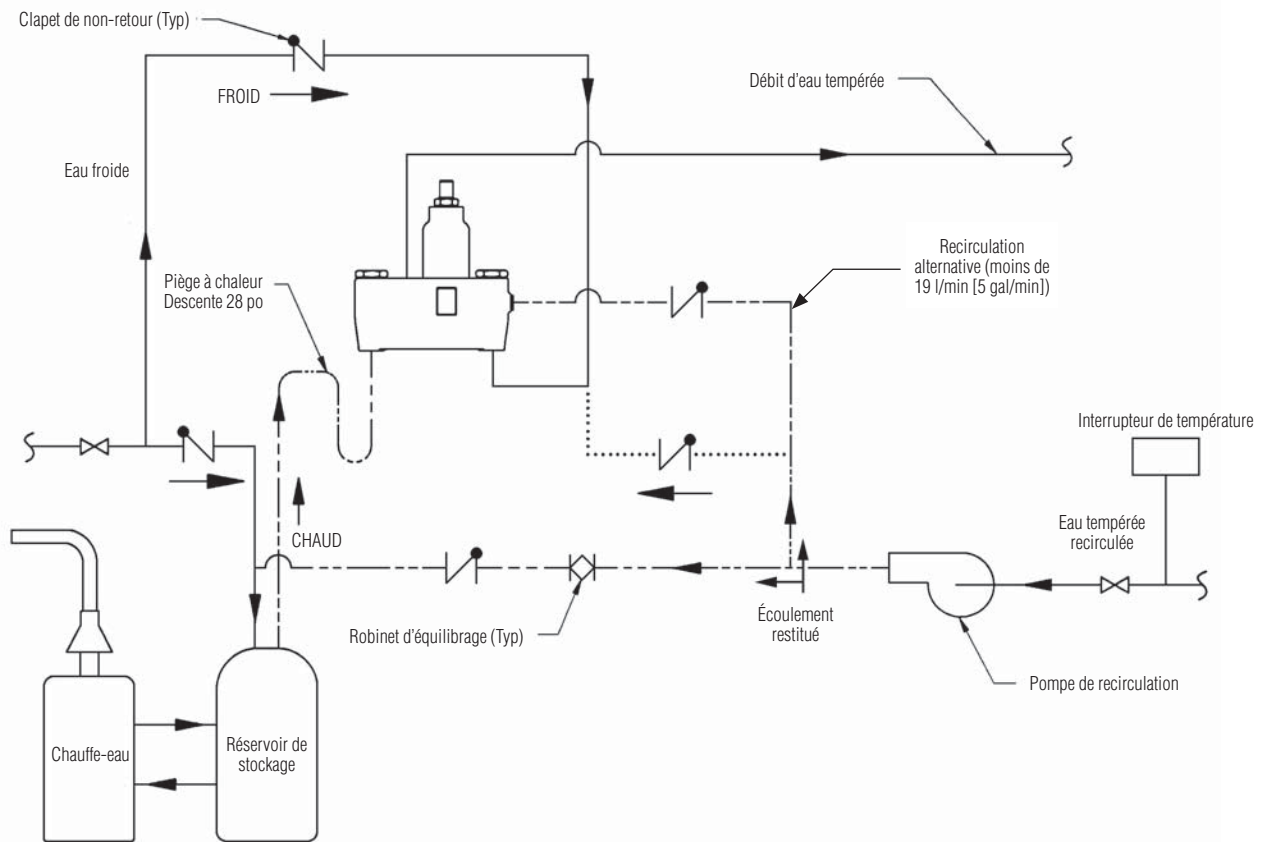 Clapet de non-retour (Typ)
FROID
Débit d'eau tempérée
Eau froide
Piège à chaleur
Descente 28 po
Recirculation
alternative (moins de
19 l/min [5 gal/min])
Interrupteur de température
CHAUD
Eau tempérée
recirculée
Robinet d'équilibrage (Typ)
Écoulement
restitué
Pompe de recirculation
Chauffe-eau
Réservoir de
stockage